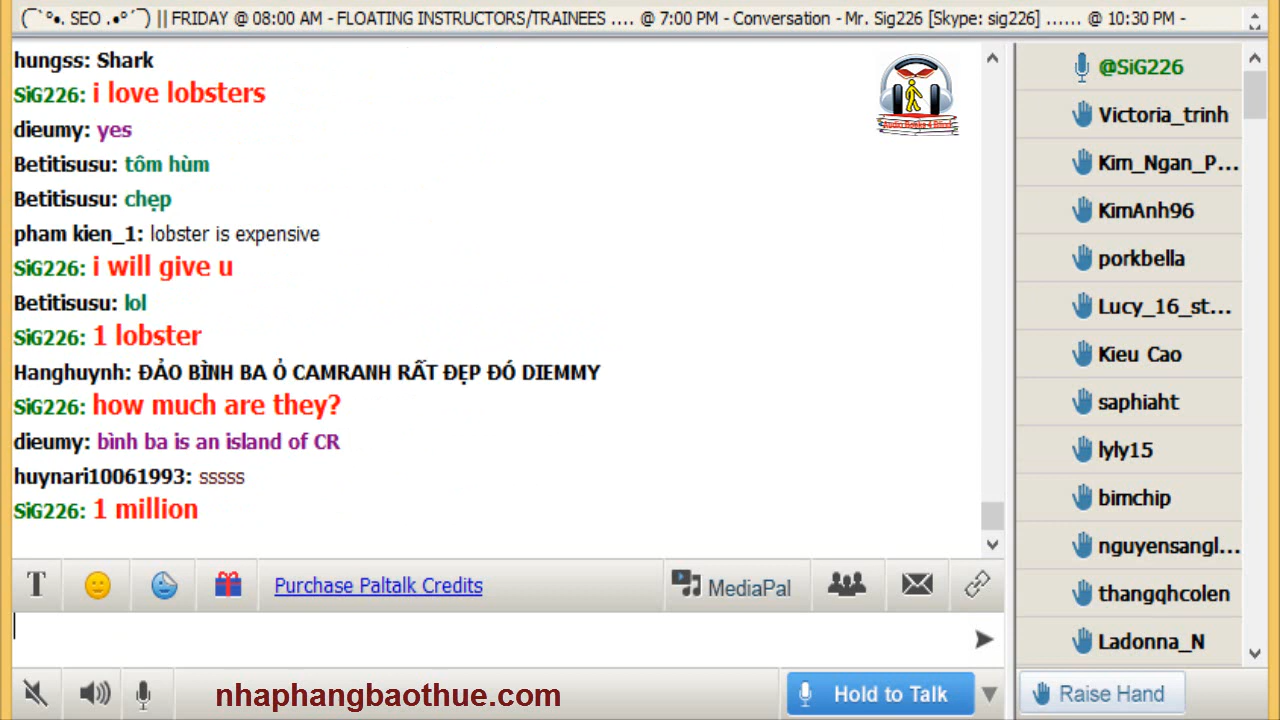 (¯`°•. SEO .•°´¯) || FRIDAY @ 08:00 AM - FLOATING INSTRUCTORS/TRAINEES .... @ 7:00 PM - Conversation - Mr. Sig226 [Skype: sig226] ...... @ 10:30 PM -
hungss: Shark
SiG226: i love lobsters
dieumy: yes
Betitisusu: tôm hùm
Betitisusu: chẹp
pham kien_1: lobster is expensive
SiG226: i will give u
Betitisusu: lol
SiG226: 1 lobster
Hanghuynh: ĐẢO BÌNH BA Ở CAMRANH RẤT ĐẸP ĐÓ DIEMMY
SiG226: how much are they?
dieumy: bình ba is an island of CR
huynari10061993: sssss
SiG226: 1 million
@SiG226
Victoria_trinh
Kim_Ngan_P...
KimAnh96
porkbella
Lucy_16_st...
Kieu Cao
saphiaht
lyly15
bimchip
nguyensangl...
thangqhcolen
Ladonna_N
T
Purchase Paltalk Credits
MediaPal
nhaphangbaothue.com
Hold to Talk
Raise Hand